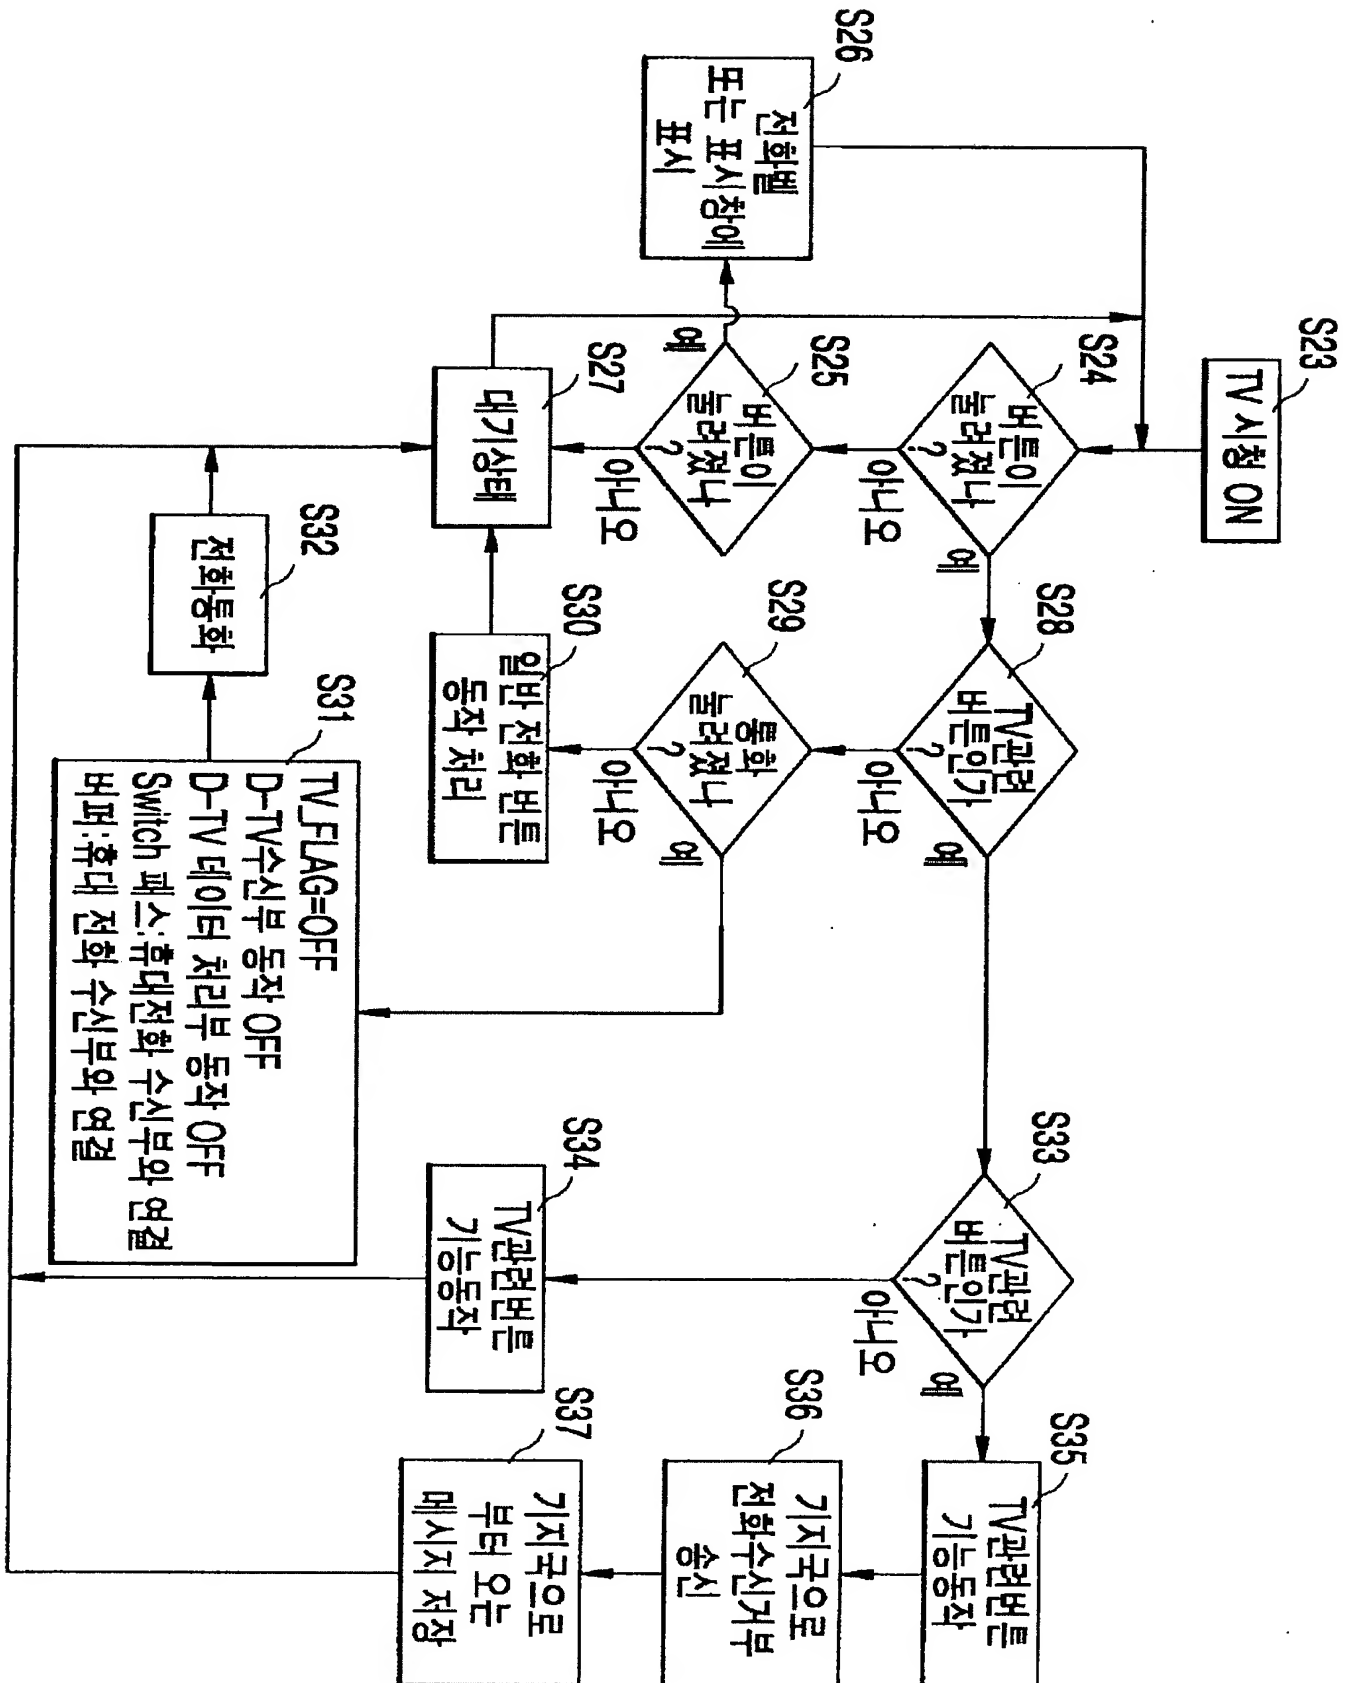 S23
TV 시청 ON
S24
버튼이
눌러졌나
?
아니오
예
S25
버튼이
눌러졌나
?
아니오
예
S26
전화벨
또는 표시창에
표시
S27
대기상태
S28
TV관련
버튼인가
?
아니오
예
S29
통화
눌러졌나
?
아니오
예
S30
일반 전화 버튼
동작 처리
S31
TV_FLAG=OFF
D-TV수신부 동작 OFF
D-TV 데이터 처리부 동작 OFF
Switch 패스:휴대전화 수신부와 연결
버퍼:휴대 전화 수신부와 연결
S32
전화통화
S33
TV관련
버튼인가
?
아니오
예
S34
TV관련버튼
기능동작
S35
TV관련버튼
기능동작
S36
기지국으로
전화수신거부
송신
S37
기지국으로
부터 오는
메시지 저장